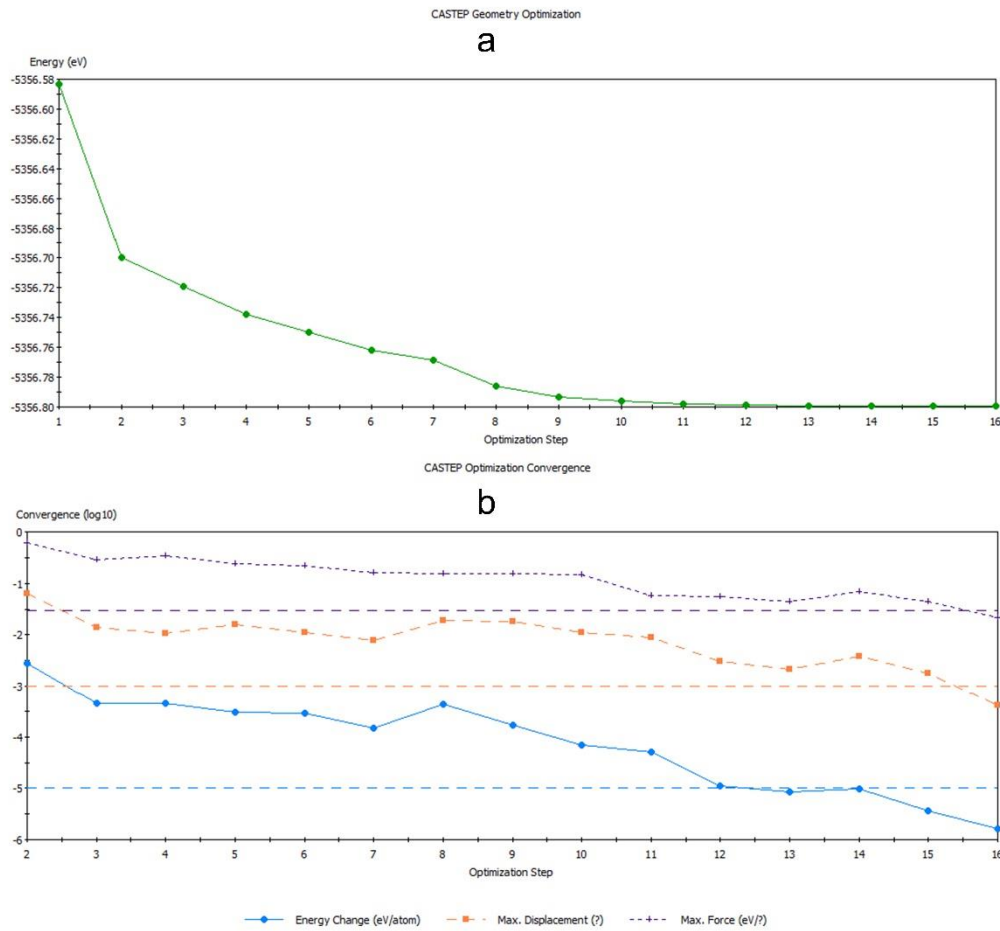 CASTEP Geometry Optimization
a
Energy (eV)
-5356.58
-5356.60
-5356.62
-5356.64
-5356.66
-5356.68
-5356.70
-5356.72
-5356.74
-5356.76
-5356.78
-5356.80
1 2 3 4 5 6 7 8 9 10 11 12 13 14 15 16
Optimization Step
CASTEP Optimization Convergence
b
Convergence (log10)
0
-1
-2
-3
-4
-5
-6
2 3 4 5 6 7 8 9 10 11 12 13 14 15 16
Optimization Step
Energy Change (eV/atom) Max. Displacement (?) Max. Force (eV/?)